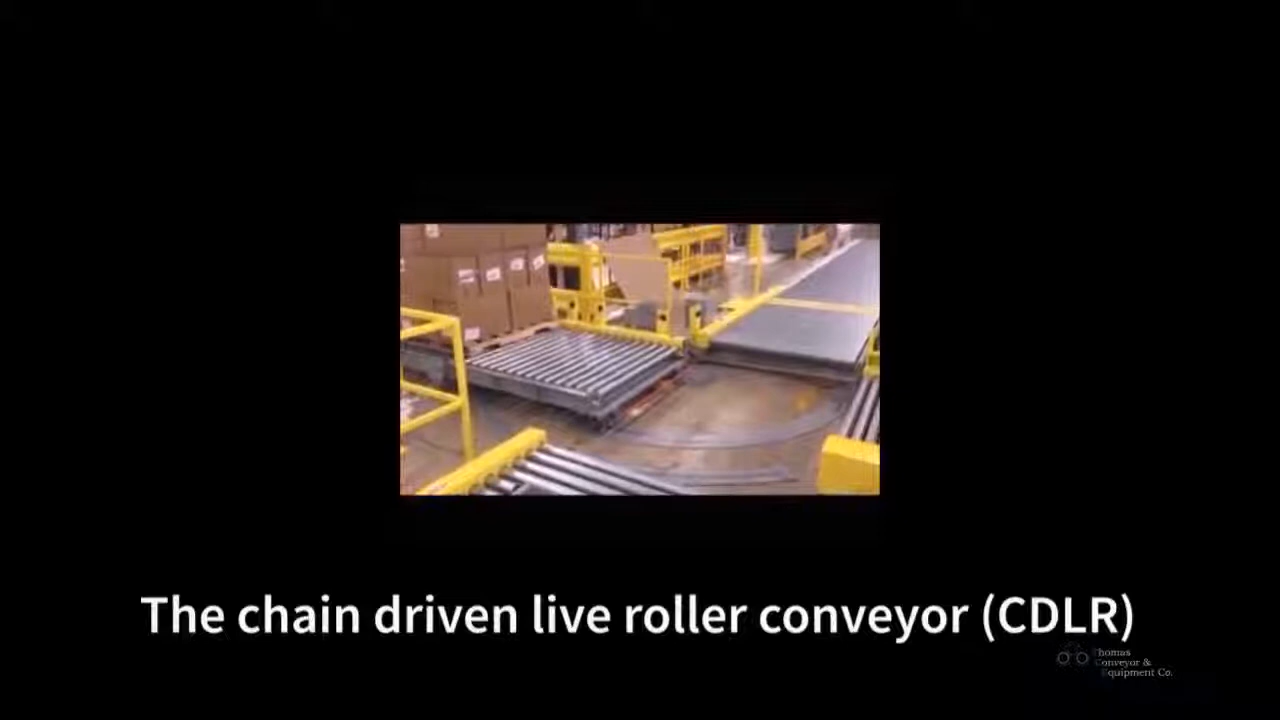 The chain driven live roller conveyor (CDLR)
Thomas
Conveyor &
Equipment Co.